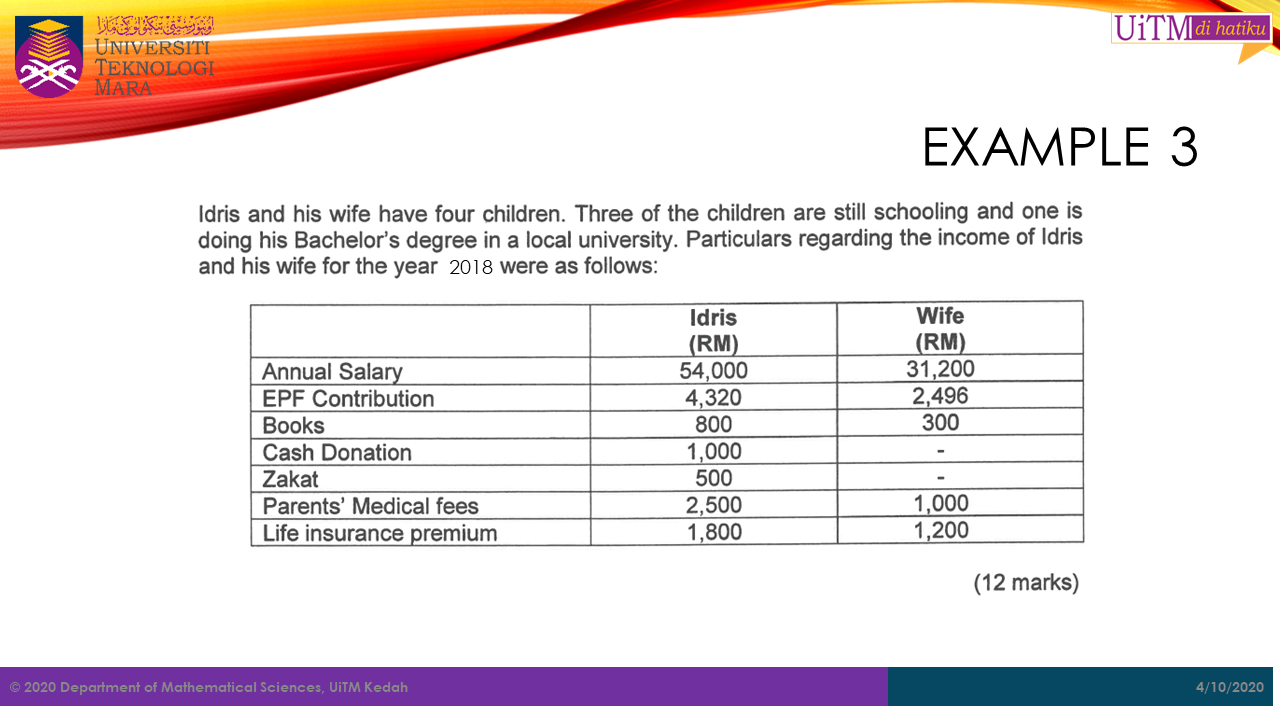 اونيۏرسيتي تيكنولوڬي مارا
UNIVERSITI
TEKNOLOGI
MARA
UiTM di hatiku
EXAMPLE 3
Idris and his wife have four children. Three of the children are still schooling and one is
doing his Bachelor's degree in a local university. Particulars regarding the income of Idris
and his wife for the year 2018 were as follows:
Idris Wife
(RM) (RM)
Annual Salary 54,000 31,200
EPF Contribution 4,320 2,496
Books 800 300
Cash Donation 1,000 -
Zakat 500 -
Parents' Medical fees 2,500 1,000
Life insurance premium 1,800 1,200
(12 marks)
© 2020 Department of Mathematical Sciences, UiTM Kedah 4/10/2020